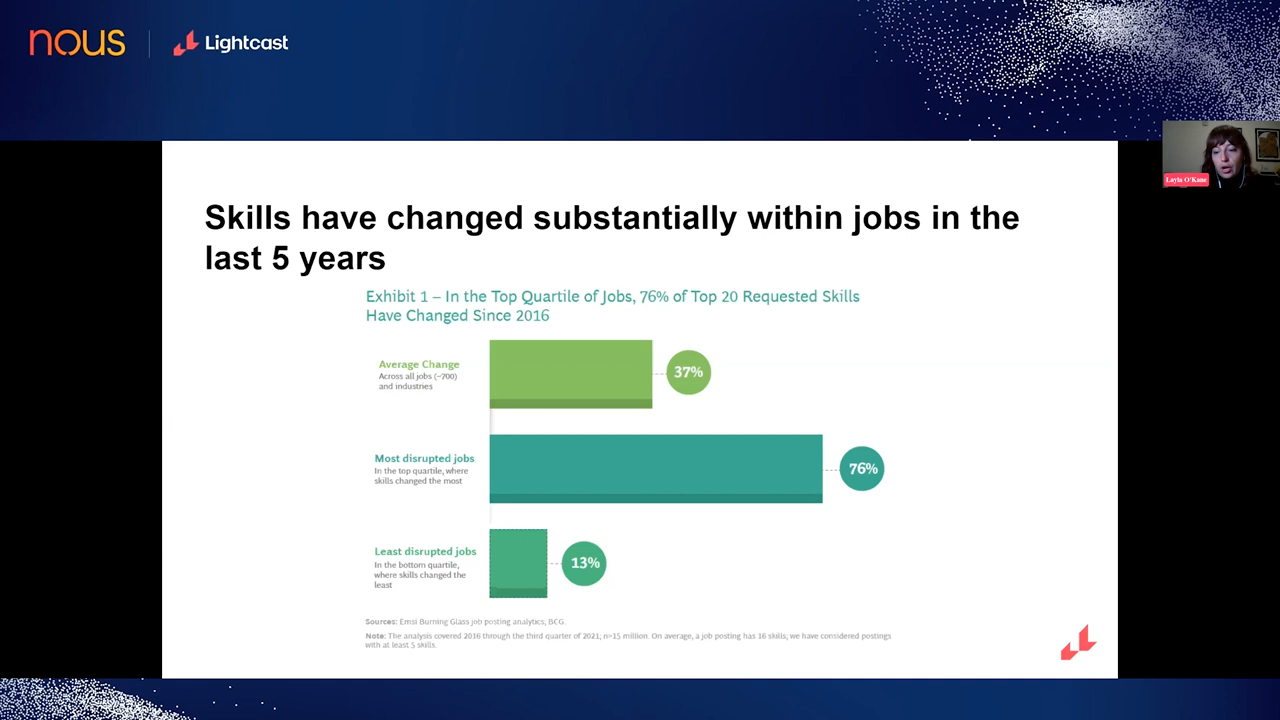 nous
Lightcast
Layla O'Kane
Skills have changed substantially within jobs in the
last 5 years
Exhibit 1 – In the Top Quartile of Jobs, 76% of Top 20 Requested Skills
Have Changed Since 2016
Average Change
Across all jobs (~700)
and industries
37%
Most disrupted jobs
In the top quartile, where
skills changed the most
76%
Least disrupted jobs
In the bottom quartile,
where skills changed the
least
13%
Sources: Emsi Burning Glass job posting analytics; BCG.
Note: The analysis covered 2016 through the third quarter of 2021; n=15 million. On average, a job posting has 16 skills; we have considered postings
with at least 5 skills.